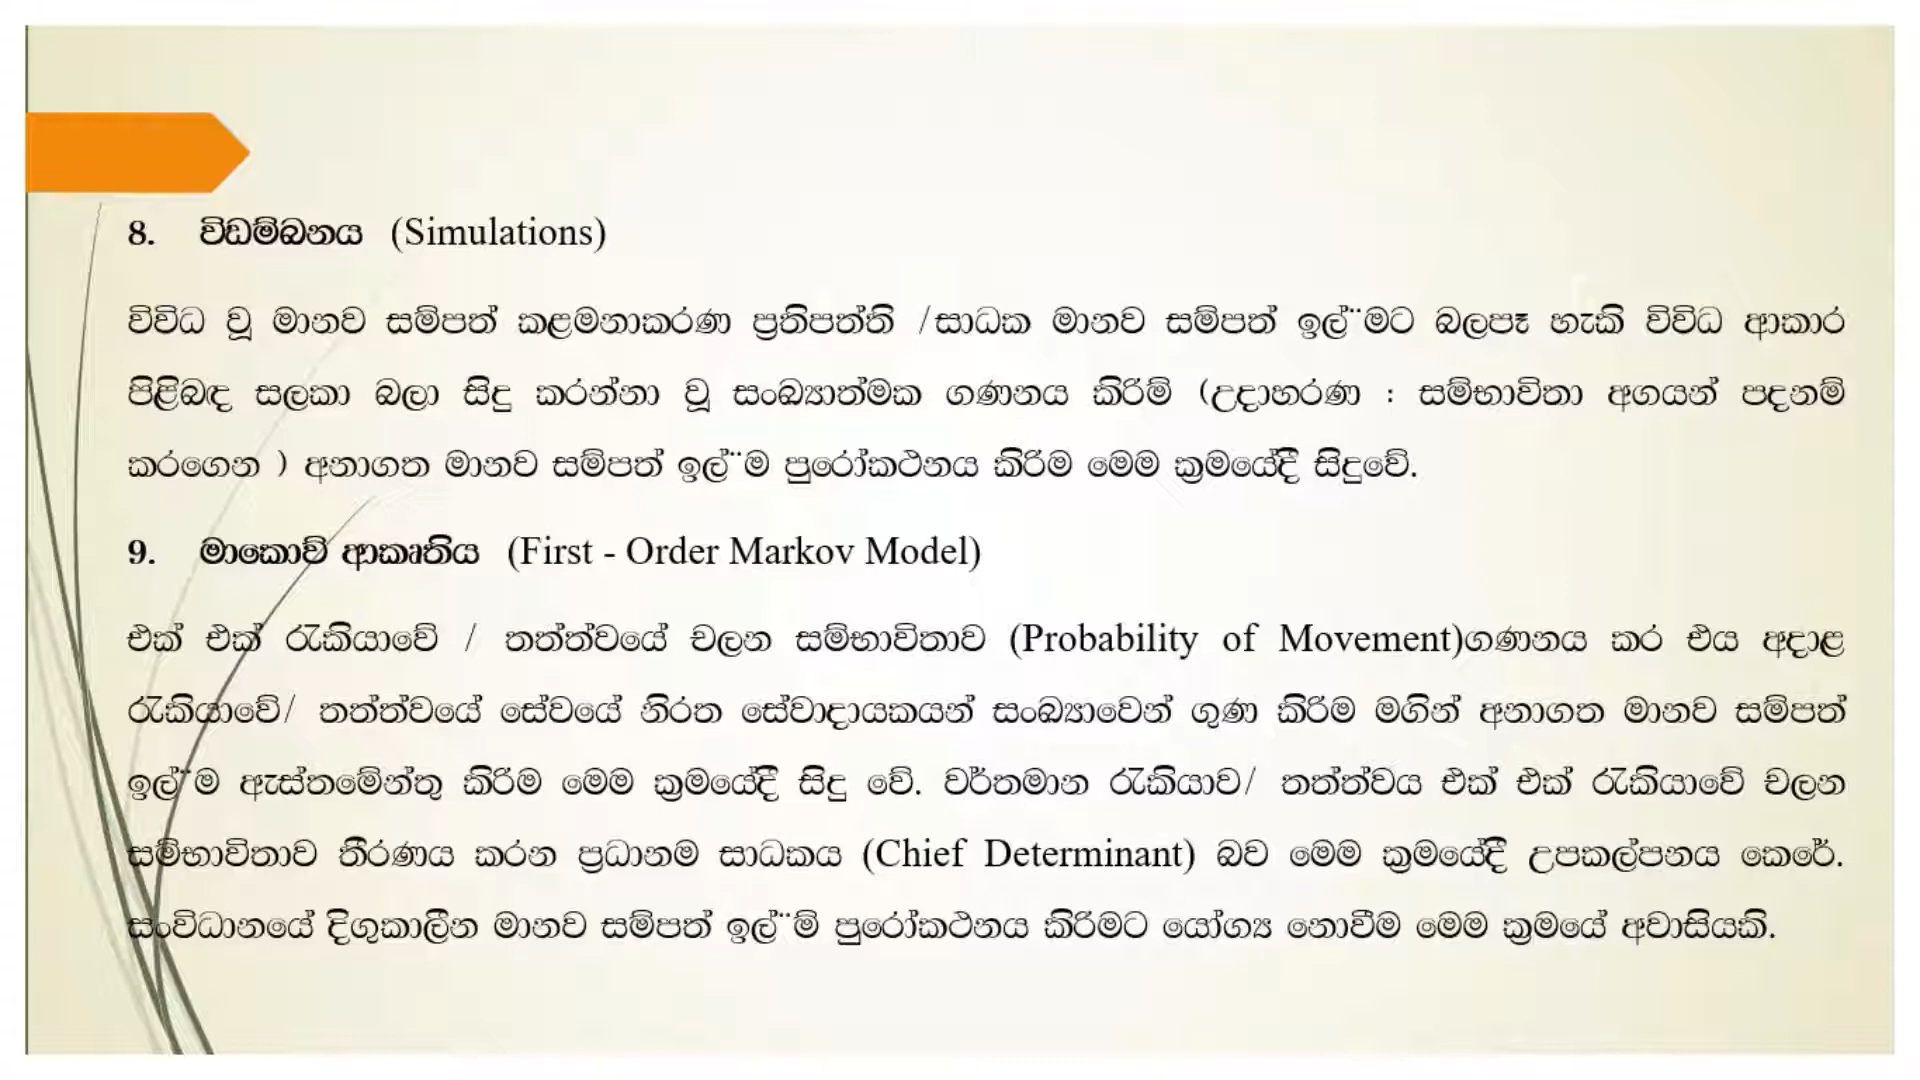 8. විඩම්බනය (Simulations)
විවිධ වූ මානව සම්පත් කළමනාකරණ ප්‍රතිපත්ති /සාධක මානව සම්පත් ඉල්¨මට බලපෑ හැකි විවිධ ආකාර
පිළිබඳ සලකා බලා සිදු කරන්නා වූ සංඛ්‍යාත්මක ගණනය කිරිම් (උදාහරණ : සම්භාවිතා අගයන් පදනම්
කරගෙන ) අනාගත මානව සම්පත් ඉල්¨ම පුරෝකථනය කිරිම මෙම ක්‍රමයේදී සිදුවේ.
9. මාකොව් ආකෘතිය (First - Order Markov Model)
එක් එක් රැකියාවේ / තත්ත්වයේ චලන සම්භාවිතාව (Probability of Movement)ගණනය කර එය අදාළ
රැකියාවේ/ තත්ත්වයේ සේවයේ නිරත සේවාදායකයන් සංඛ්‍යාවෙන් ගුණ කිරිම මගින් අනාගත මානව සම්පත්
ඉල්¨ම ඇස්තමේන්තු කිරිම මෙම ක්‍රමයේදී සිදු වේ. වර්තමාන රැකියාව/ තත්ත්වය එක් එක් රැකියාවේ චලන
සම්භාවිතාව තීරණය කරන ප්‍රධානම සාධකය (Chief Determinant) බව මෙම ක්‍රමයේදී උපකල්පනය කෙරේ.
සංවිධානයේ දිගුකාලීන මානව සම්පත් ඉල්¨ම් පුරෝකථනය කිරිමට යෝග්‍ය නොවීම මෙම ක්‍රමයේ අවාසියකි.